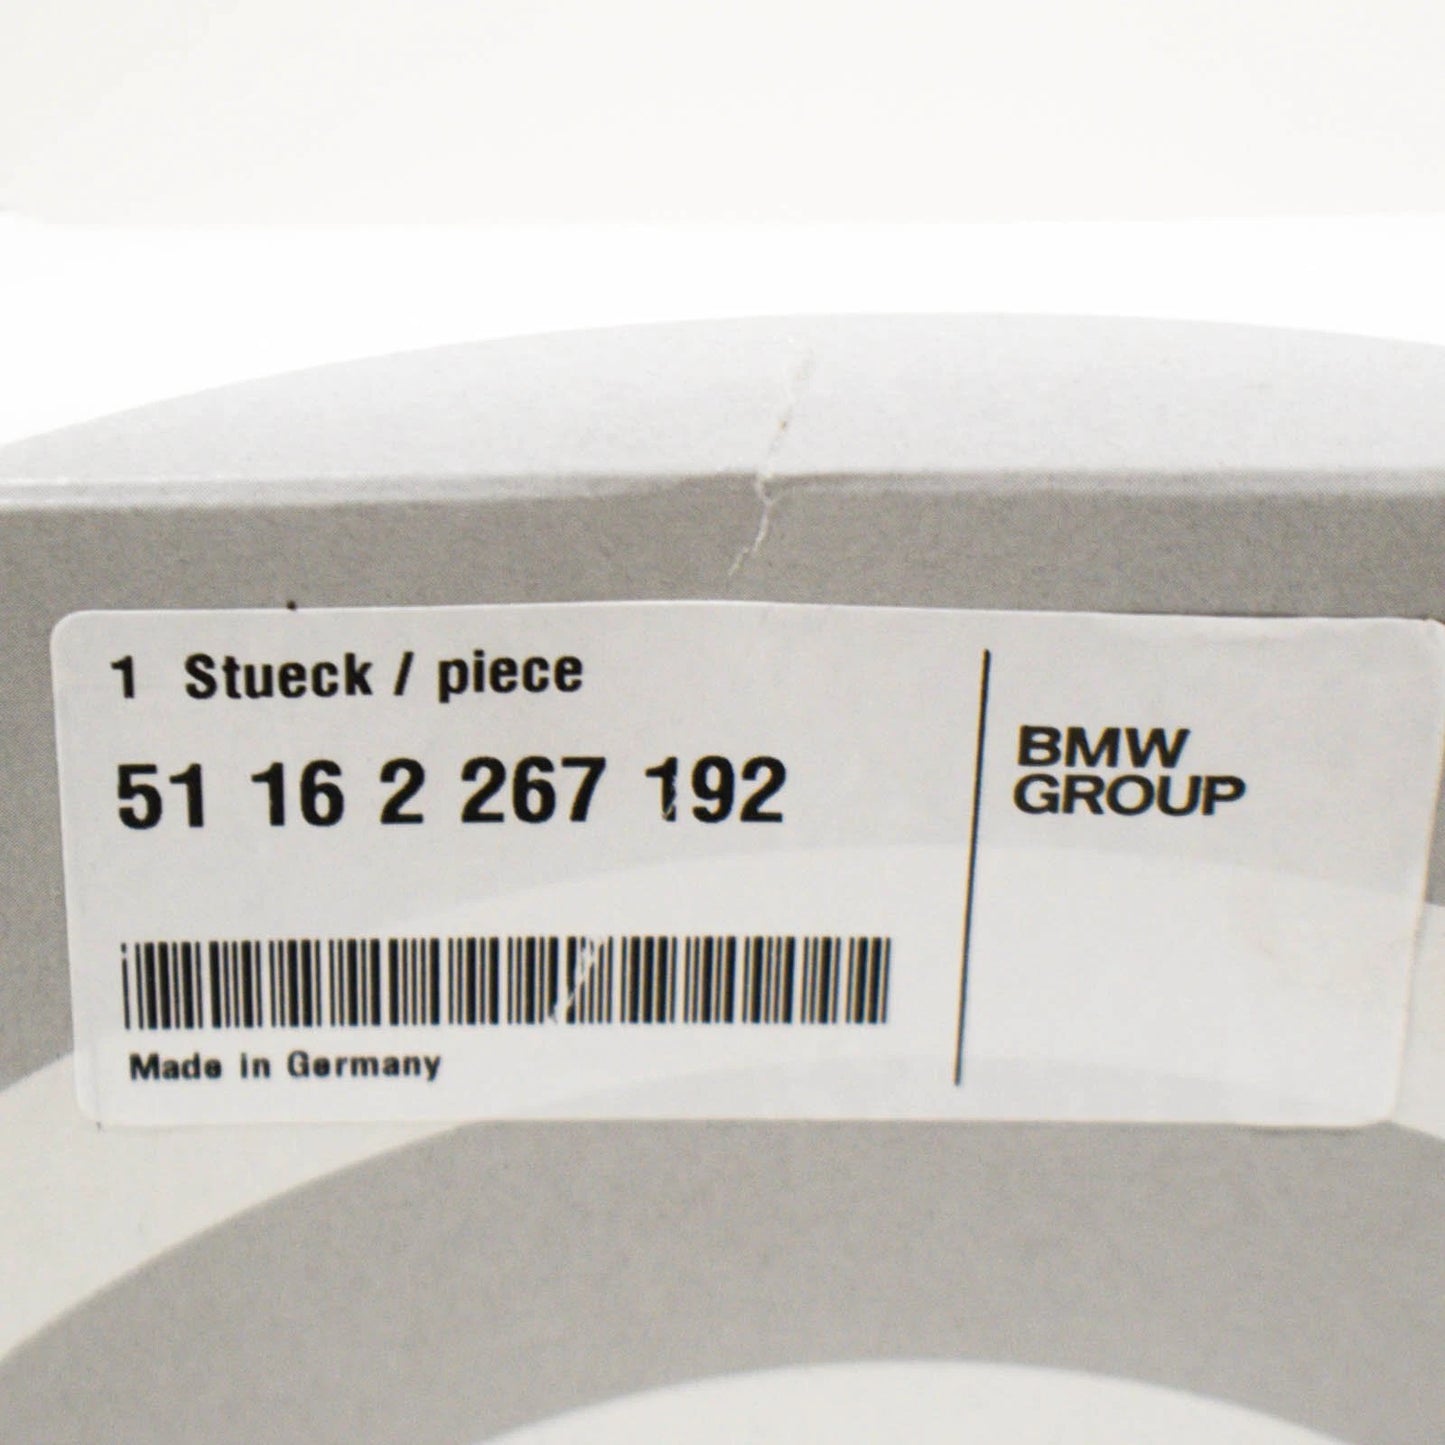 1 Stueck / piece
51 16 2 267 192
Made in Germany
BMW
GROUP